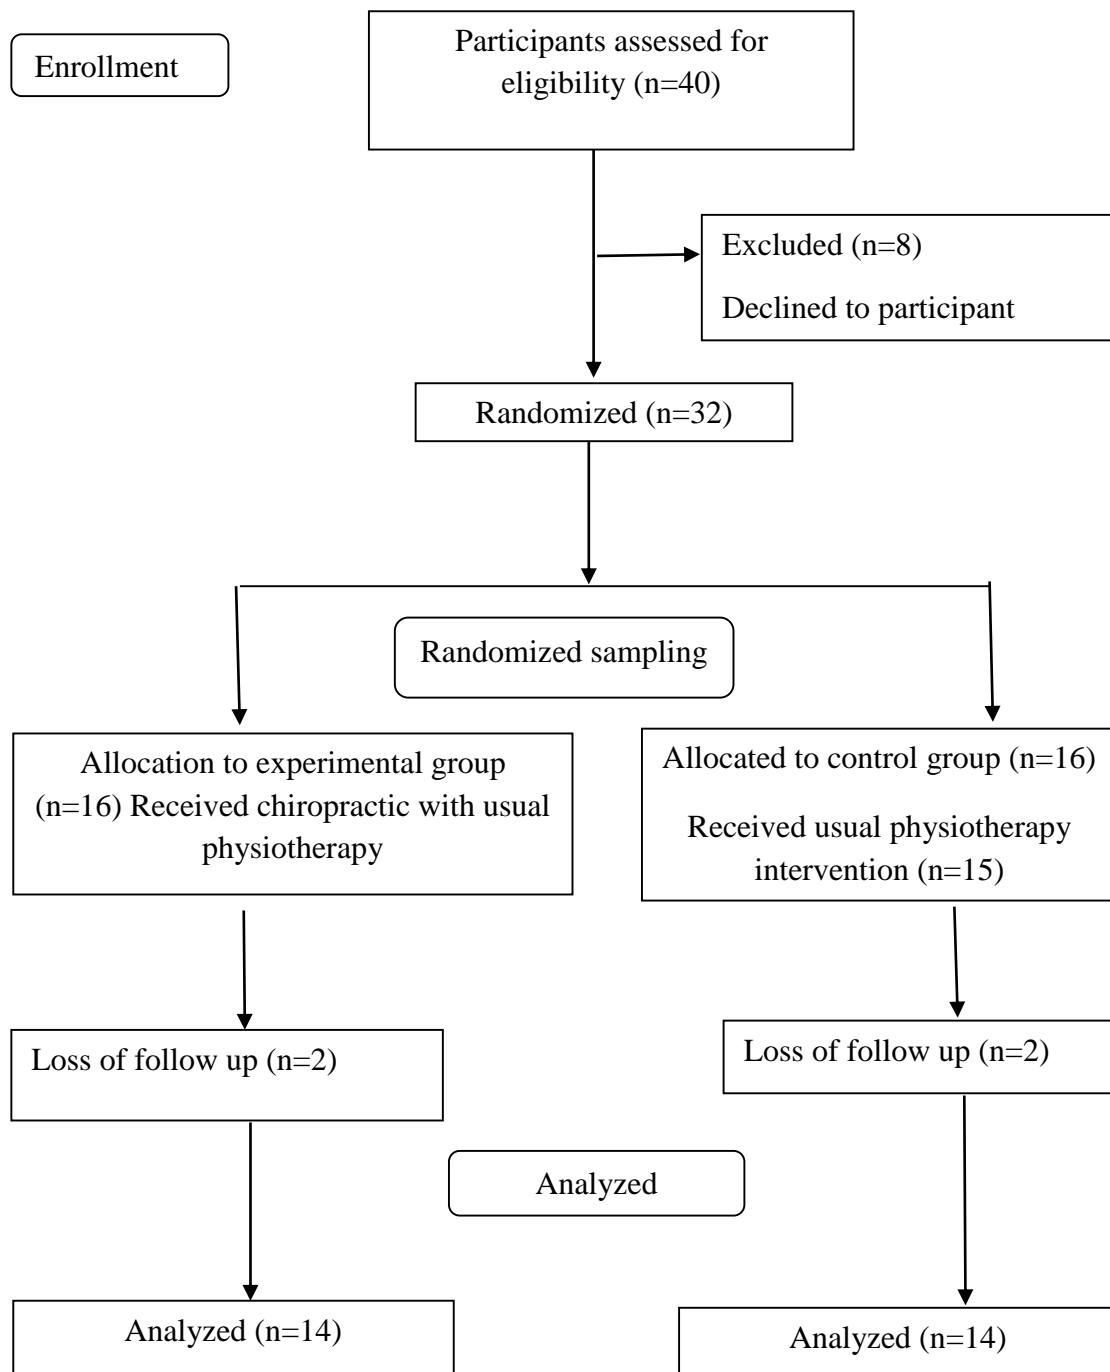 Enrollment
Participants assessed for
eligibility (n=40)
Excluded (n=8)
Declined to participant
Randomized (n=32)
Randomized sampling
Allocation to experimental group
(n=16) Received chiropractic with usual
physiotherapy
Allocated to control group (n=16)
Received usual physiotherapy
intervention (n=15)
Loss of follow up (n=2)
Loss of follow up (n=2)
Analyzed
Analyzed (n=14)
Analyzed (n=14)